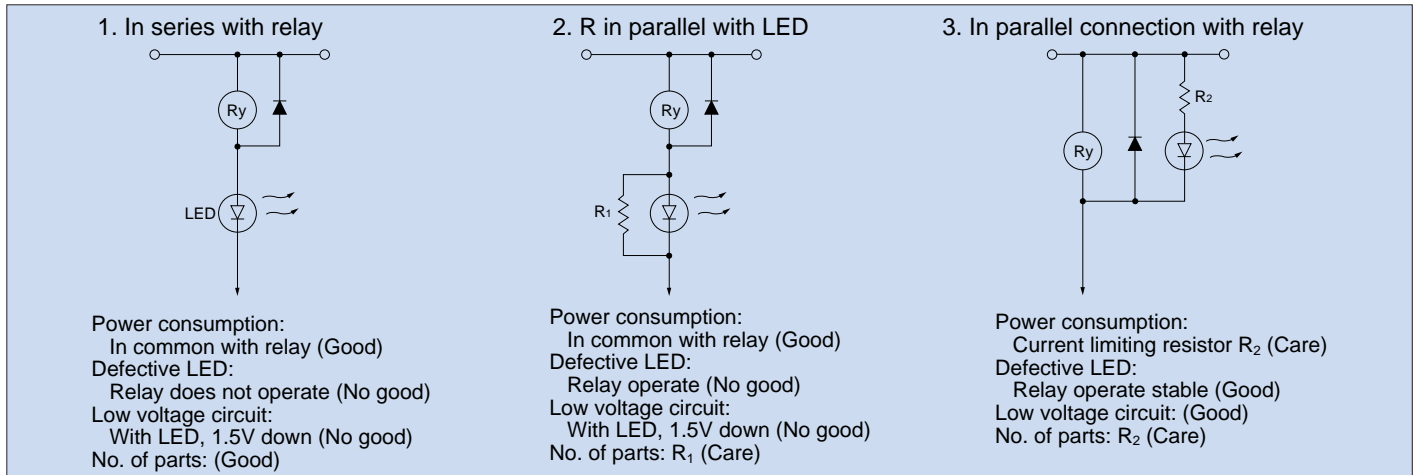 1. In series with relay
Ry
LED
Power consumption:
In common with relay (Good)
Defective LED:
Relay does not operate (No good)
Low voltage circuit:
With LED, 1.5V down (No good)
No. of parts: (Good)
2. R in parallel with LED
Ry
R1
Power consumption:
In common with relay (Good)
Defective LED:
Relay operate (No good)
Low voltage circuit:
With LED, 1.5V down (No good)
No. of parts: R1 (Care)
3. In parallel connection with relay
R2
Ry
Power consumption:
Current limiting resistor R2 (Care)
Defective LED:
Relay operate stable (Good)
Low voltage circuit: (Good)
No. of parts: R2 (Care)